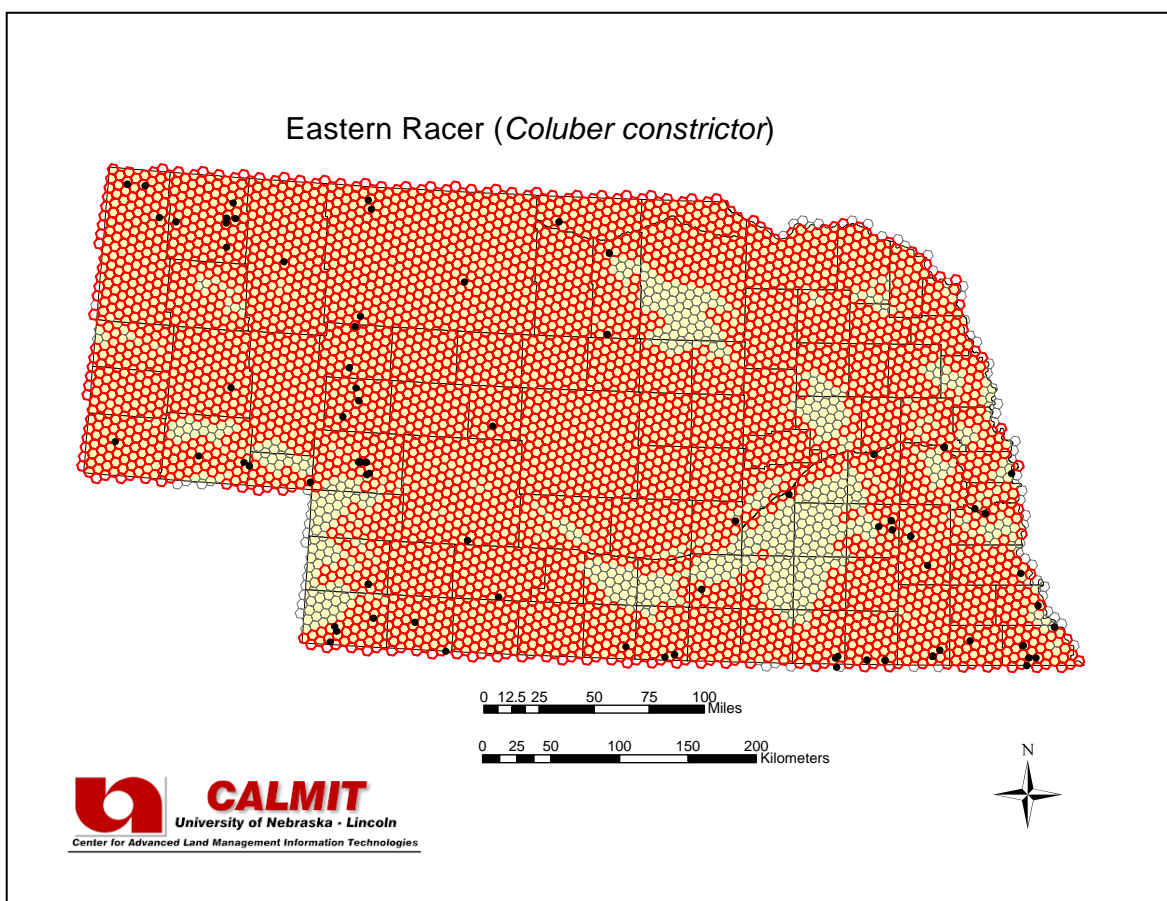 Eastern Racer (Coluber constrictor)
0 12.5 25 50 75 100
Miles
0 25 50 100 150 200
Kilometers
N
CALMIT
University of Nebraska - Lincoln
Center for Advanced Land Management Information Technologies